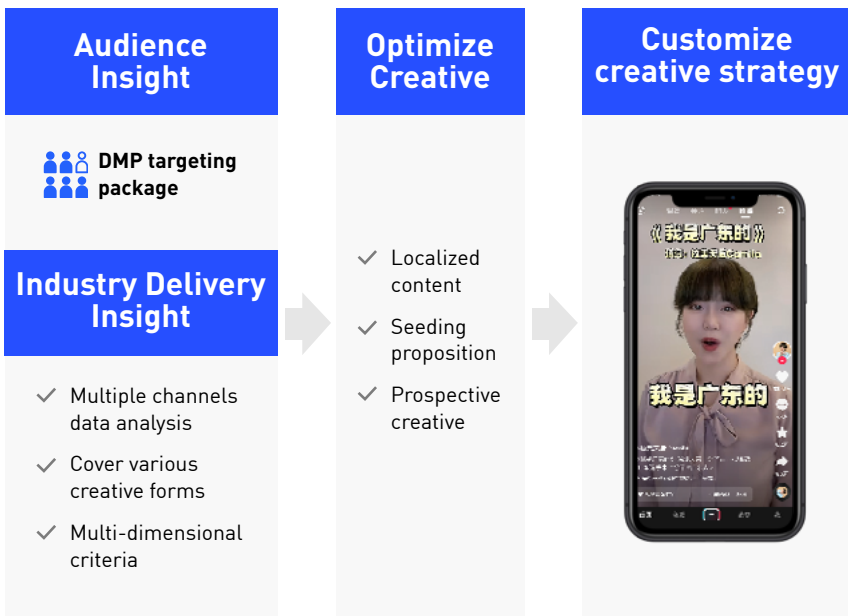 Audience
Insight
DMP targeting
package
Industry Delivery
Insight
Multiple channels
data analysis
Cover various
creative forms
Multi-dimensional
criteria
Optimize
Creative
Localized
content
Seeding
proposition
Prospective
creative
Customize
creative strategy
《我是广东的》
我是广东的